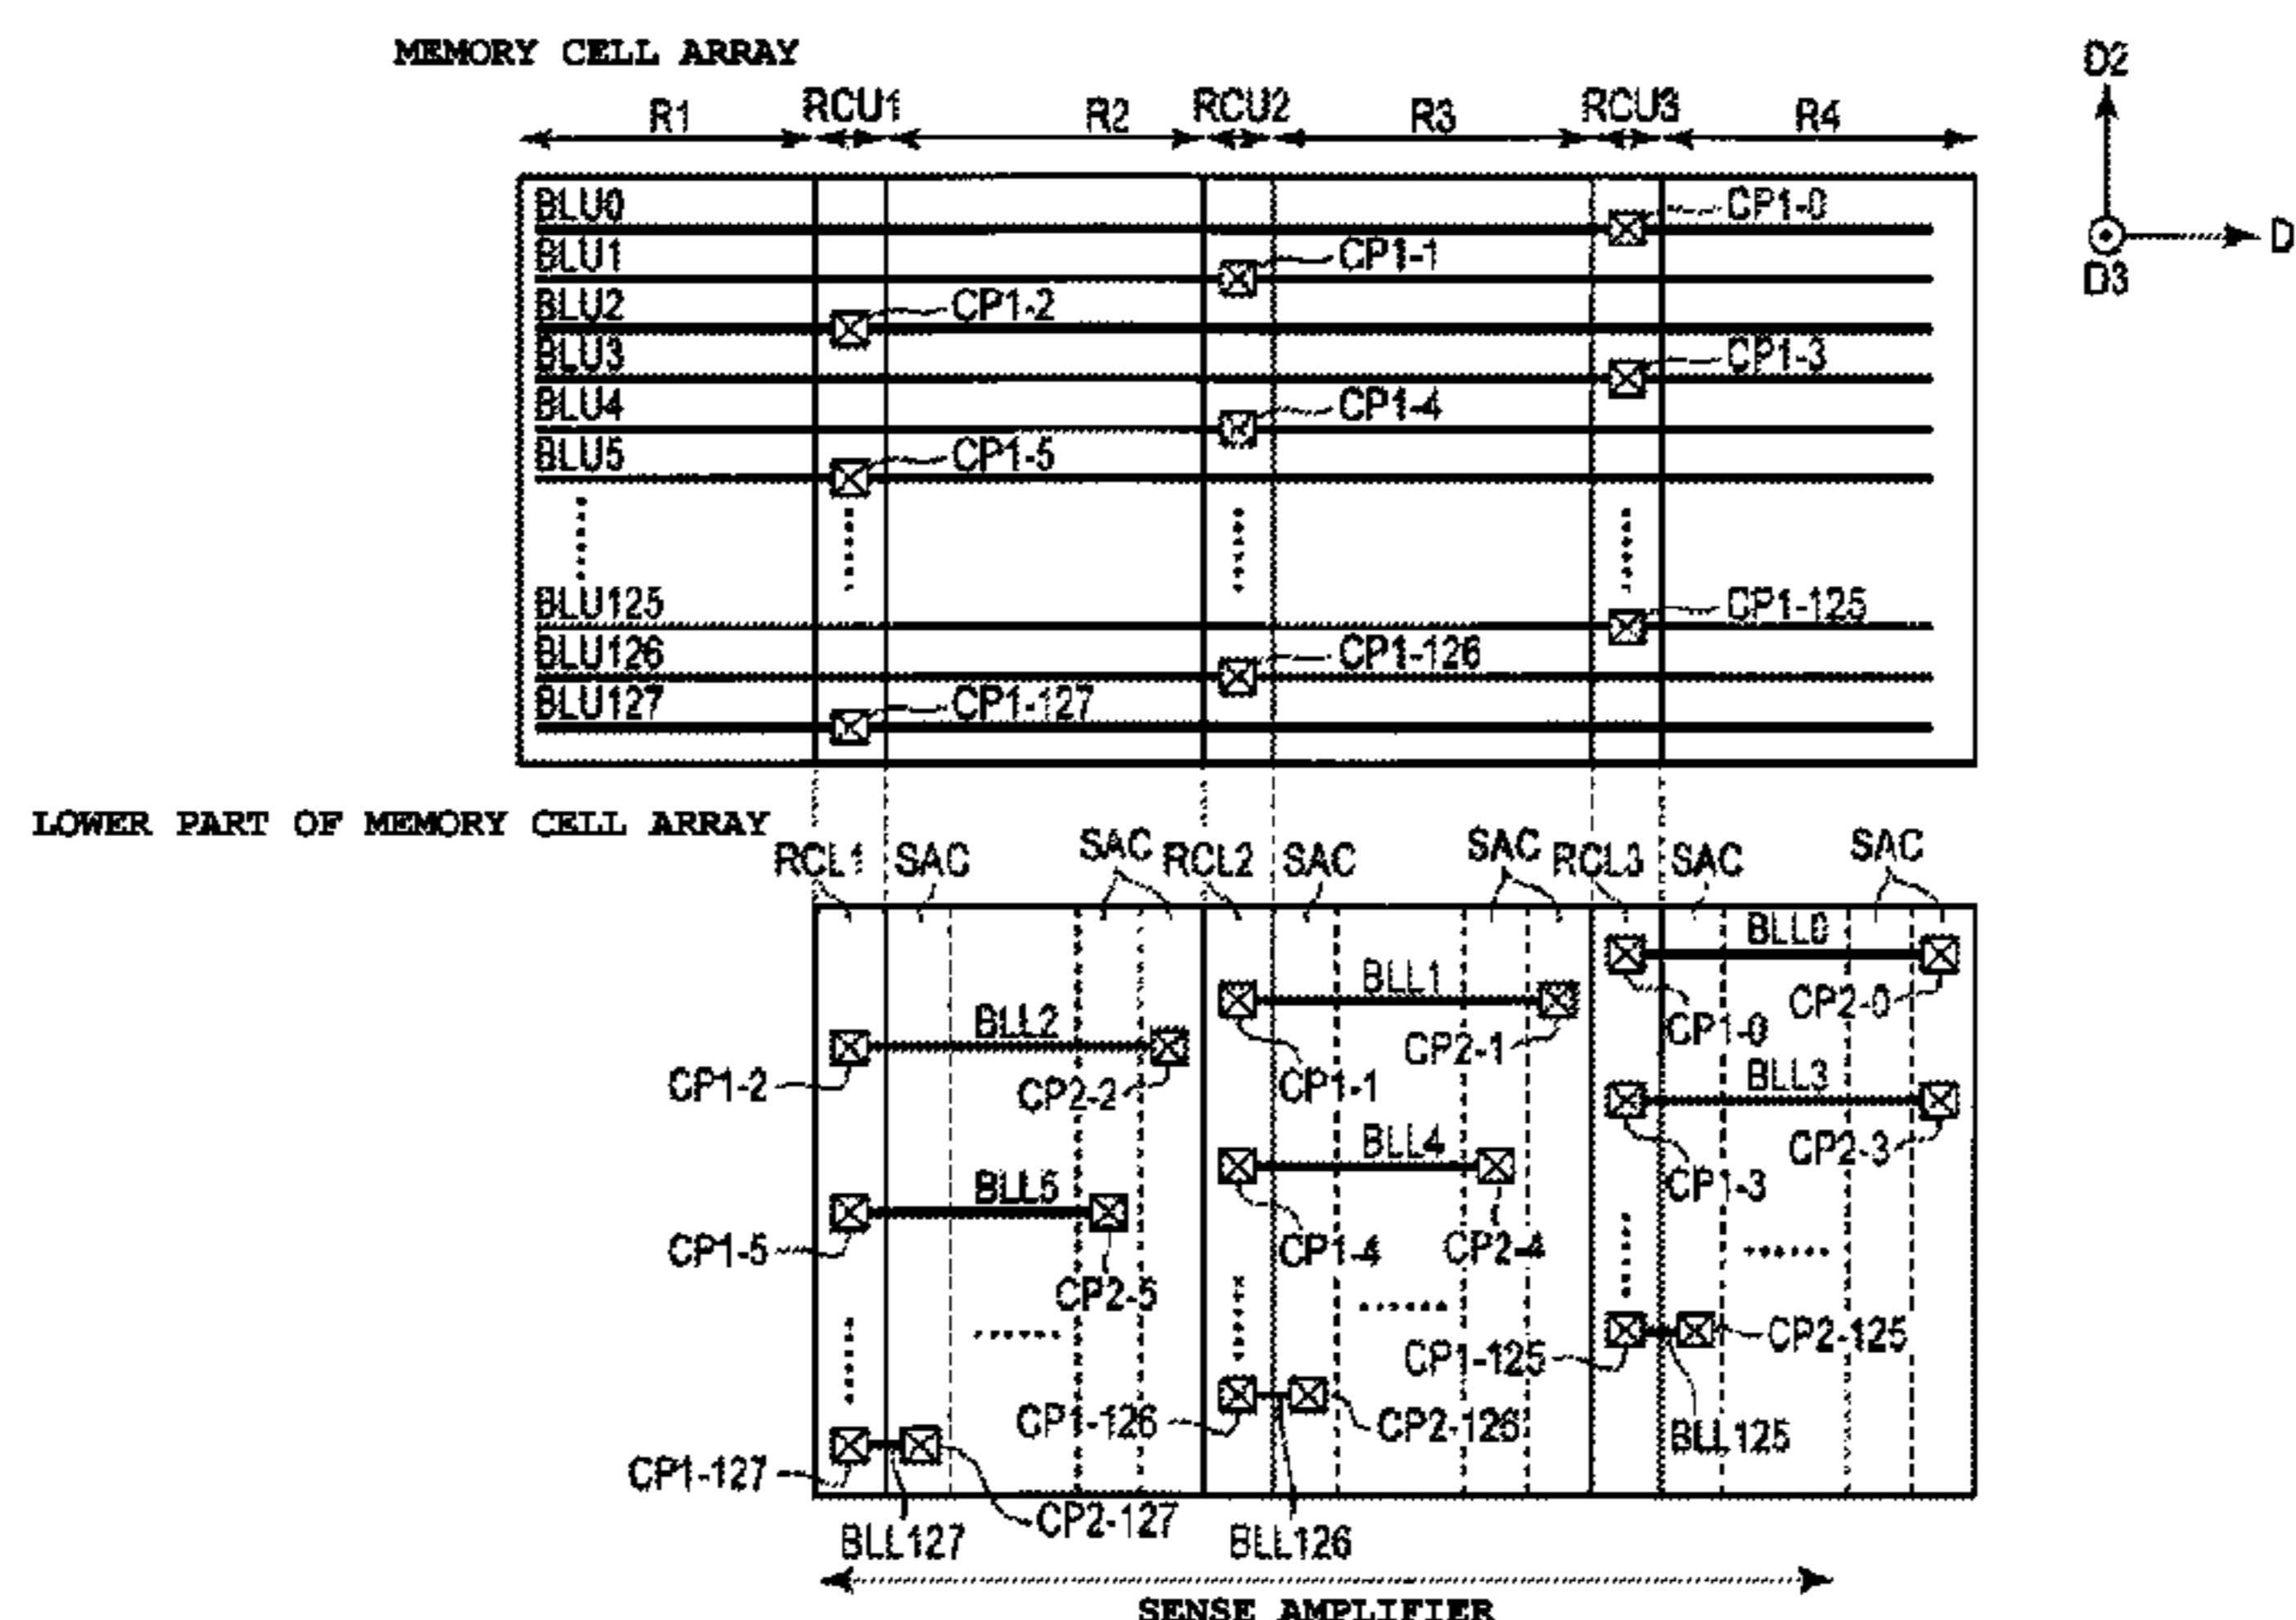 MEMORY CELL ARRAY
D2
R1 RCU1 R2 RCU2 R3 RCU3 R4
BLU0 CP1-0
D
BLU1 CP1-1
D3
BLU2 CP1-2
BLU3 CP1-3
BLU4 CP1-4
BLU5 CP1-5
BLU125 CP1-125
BLU126 CP1-126
BLU127 CP1-127
LOWER PART OF MEMORY CELL ARRAY
RCL1 SAC SAC RCL2 SAC SAC RCL3 SAC SAC
BLL0
BLL1
CP2-0
BLL2
CP1-0
CP2-1
BLL3
CP1-2 CP2-2 CP1-1
BLL4
CP2-3
BLL5
CP1-3
CP1-5 CP1-4 CP2-4
CP2-5
CP2-125
CP1-125
CP1-126 CP2-126
BLL125
CP1-127
CP2-127
BLL127 BLL126
SENSE AMPLIFIER